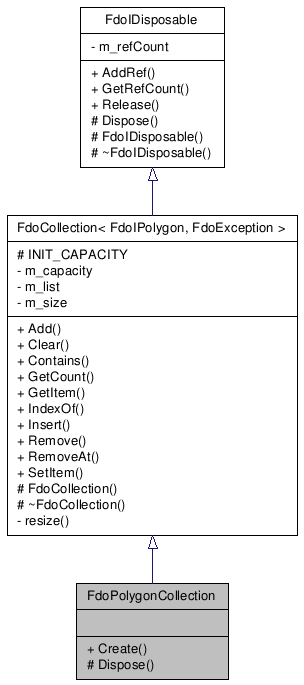 FdoIDisposable
- m_refCount
+ AddRef()
+ GetRefCount()
+ Release()
# Dispose()
# FdoIDisposable()
# ~FdoIDisposable()
FdoCollection< FdoIPolygon, FdoException >
# INIT_CAPACITY
- m_capacity
- m_list
- m_size
+ Add()
+ Clear()
+ Contains()
+ GetCount()
+ GetItem()
+ IndexOf()
+ Insert()
+ Remove()
+ RemoveAt()
+ SetItem()
# FdoCollection()
# ~FdoCollection()
- resize()
FdoPolygonCollection
+ Create()
# Dispose()